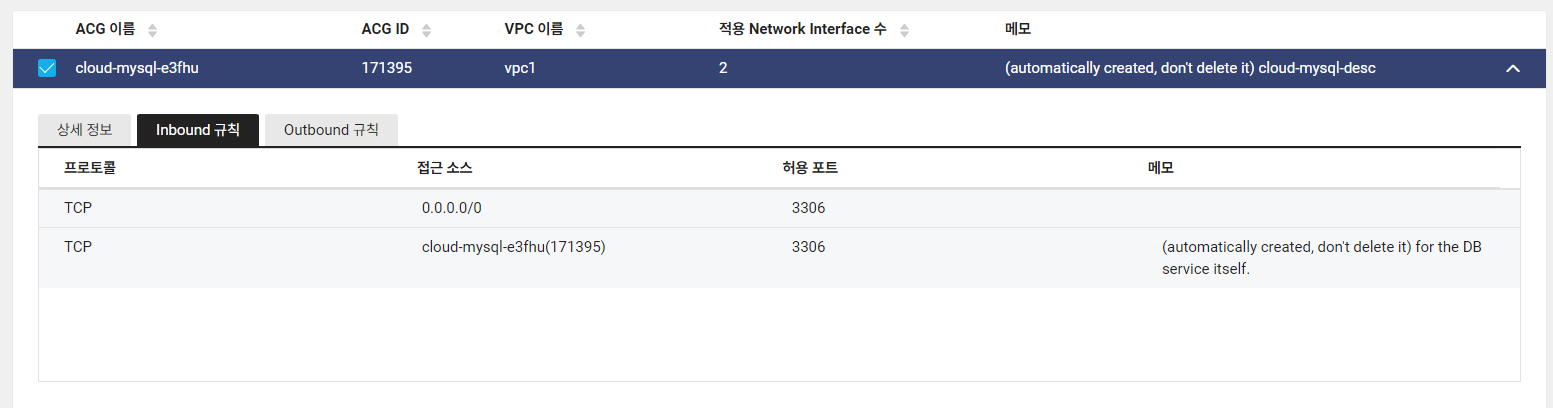 ACG 이름 ACG ID VPC 이름 적용 Network Interface 수 메모
cloud-mysql-e3fhu 171395 vpc1 2 (automatically created, don't delete it) cloud-mysql-desc
상세 정보 Inbound 규칙 Outbound 규칙
프로토콜 접근 소스 허용 포트 메모
TCP 0.0.0.0/0 3306
TCP cloud-mysql-e3fhu(171395) 3306 (automatically created, don't delete it) for the DB
service itself.